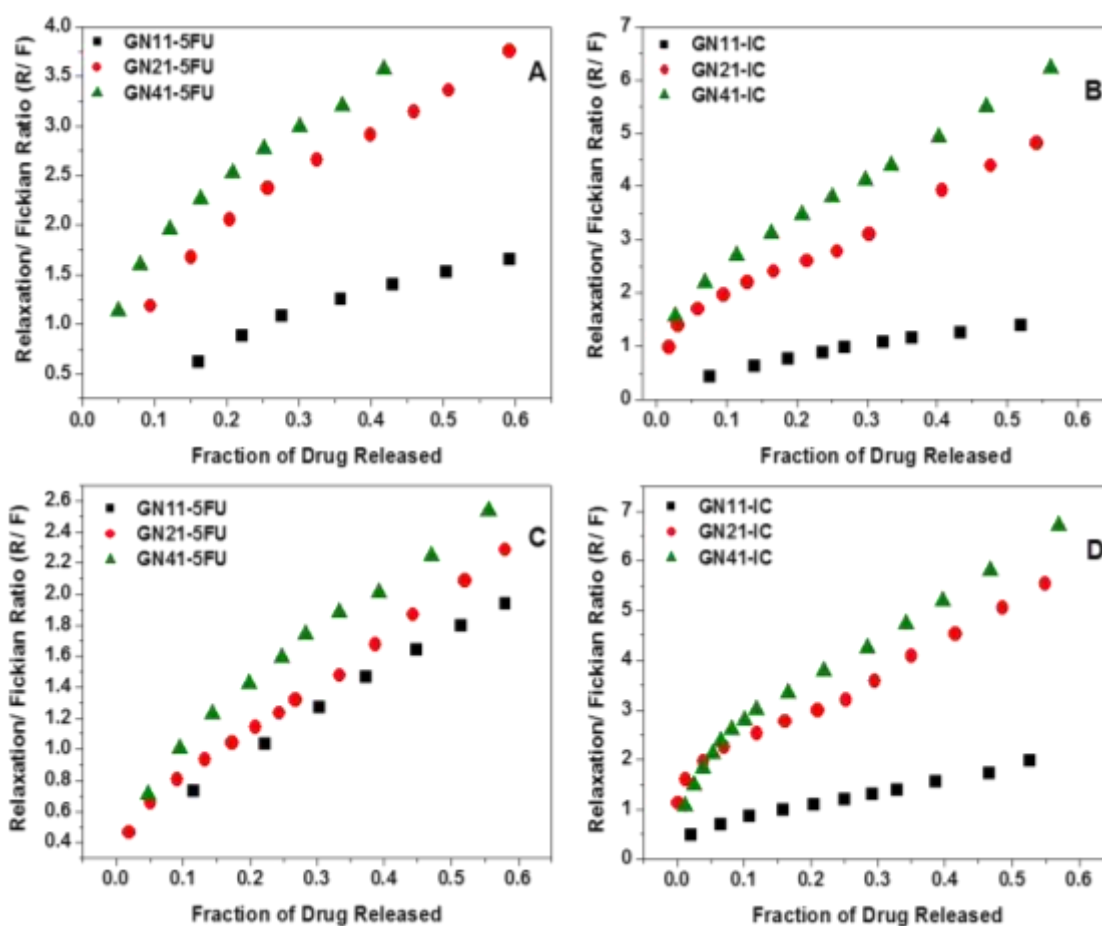 4.0
3.5
3.0
2.5
2.0
1.5
1.0
0.5
Relaxation/ Fickian Ratio (R/ F)
GN11-5FU
GN21-5FU
GN41-5FU
A
0.0 0.1 0.2 0.3 0.4 0.5 0.6
Fraction of Drug Released
7
6
5
4
3
2
1
0
Relaxation/ Fickian Ratio (R/ F)
GN11-IC
GN21-IC
GN41-IC
B
0.0 0.1 0.2 0.3 0.4 0.5 0.6
Fraction of Drug Released
2.6
2.4
2.2
2.0
1.8
1.6
1.4
1.2
1.0
0.8
0.6
0.4
Relaxation/ Fickian Ratio (R/ F)
GN11-5FU
GN21-5FU
GN41-5FU
C
0.0 0.1 0.2 0.3 0.4 0.5 0.6
Fraction of Drug Released
7
6
5
4
3
2
1
0
Relaxation/ Fickian Ratio (R/ F)
GN11-IC
GN21-IC
GN41-IC
D
0.0 0.1 0.2 0.3 0.4 0.5 0.6
Fraction of Drug Released